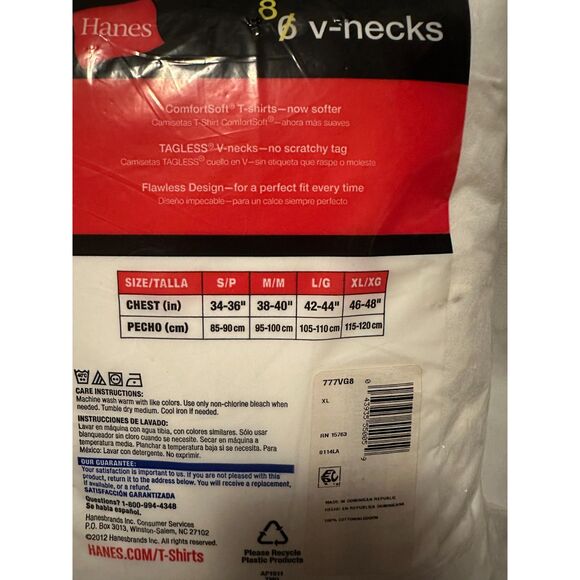 Hanes
8 6 v-necks
ComfortSoft® T-shirts—now softer
Camisetas T-Shirt ComfortSoft®—ahora más suaves
TAGLESS® V-necks—no scratchy tag
Camisetas TAGLESS® cuello en V—sin etiqueta que raspe o moleste
Flawless Design—for a perfect fit every time
Diseño impecable—para un calce siempre perfecto
SIZE/TALLA S/P M/M L/G XL/XG
CHEST (in) 34-36" 38-40" 42-44" 46-48"
PECHO (cm) 85-90 cm 95-100 cm 105-110 cm 115-120 cm
40
CARE INSTRUCTIONS:
Machine wash warm with like colors. Use only non-chlorine bleach when
needed. Tumble dry medium. Cool iron if needed.
INSTRUCCIONES DE LAVADO:
Lavar en máquina con agua tibia, con colores similares. Sólo usar
blanqueador sin cloro cuando se necesite. Secar en máquina a
temperatura media. Planchar a temperatura baja si se necesita.
México: Lavar con detergente. No exprimir.
OUR GUARANTEE:
Your satisfaction is important to us. If you are not pleased with this
product, return it to the address below. You will receive a replacement,
if available, or a refund.
SATISFACCIÓN GARANTIZADA
Questions? 1-800-994-4348
Se habla español.
Hanesbrands Inc. Consumer Services
P.O. Box 3013, Winston-Salem, NC 27102
©2012 Hanesbrands Inc. All rights reserved.
HANES.COM/T-Shirts
Please Recycle
Plastic Products
777VG8
XL
RN 15763
0114LA
MADE IN DOMINICAN REPUBLIC
HECHO EN REPUBLICA DOMINICANA